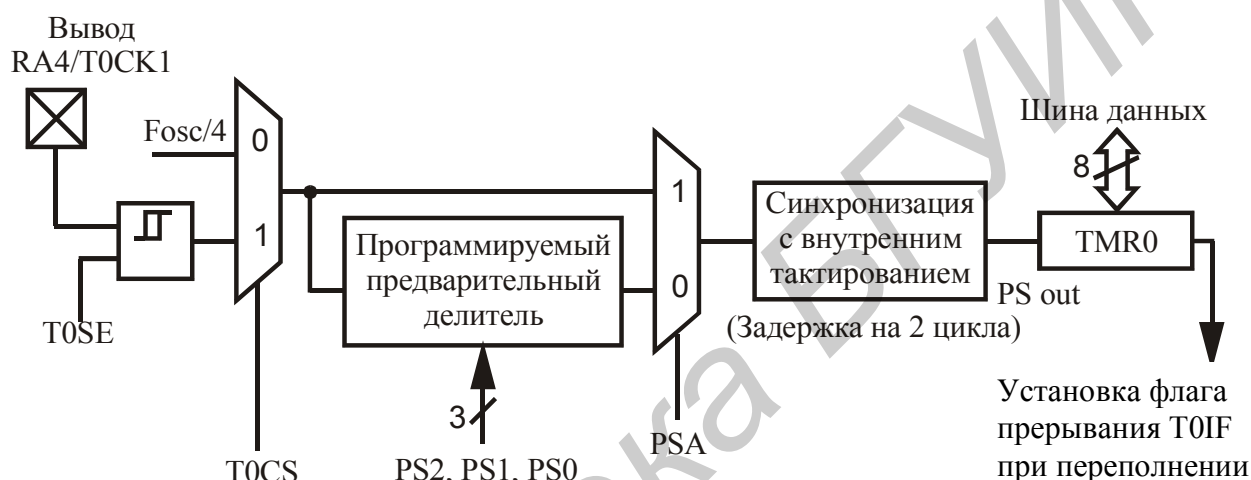 Вывод
RA4/T0CK1
Fosc/4
0
1
T0SE
T0CS
Программируемый
предварительный
делитель
3
PS2, PS1, PS0
1
0
PSA
Синхронизация
с внутренним
тактированием
(Задержка на 2 цикла)
PS out
Шина данных
8
TMR0
Установка флага
прерывания T0IF
при переполнении